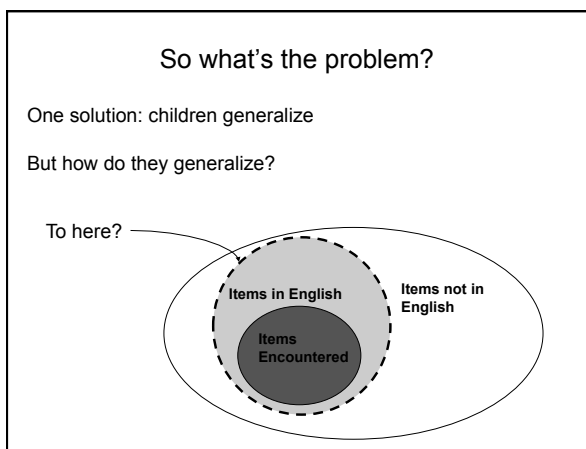 So what's the problem?
One solution: children generalize
But how do they generalize?
To here?
Items in English
Items not in
English
Items
Encountered